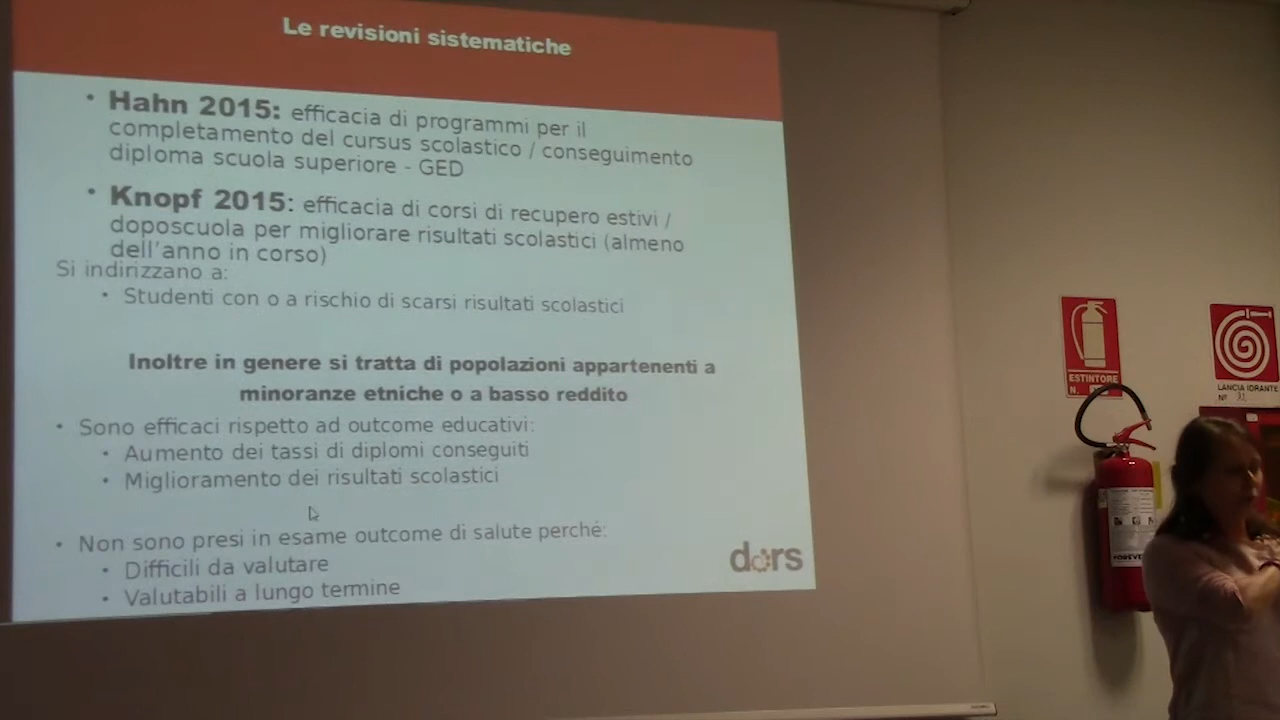 Le revisioni sistematiche
• Hahn 2015: efficacia di programmi per il
completamento del cursus scolastico / conseguimento
diploma scuola superiore - GED
• Knopf 2015: efficacia di corsi di recupero estivi /
doposcuola per migliorare risultati scolastici (almeno
dell'anno in corso)
Si indirizzano a:
• Studenti con o a rischio di scarsi risultati scolastici
Inoltre in genere si tratta di popolazioni appartenenti a
minoranze etniche o a basso reddito
• Sono efficaci rispetto ad outcome educativi:
• Aumento dei tassi di diplomi conseguiti
• Miglioramento dei risultati scolastici
• Non sono presi in esame outcome di salute perché:
• Difficili da valutare
• Valutabili a lungo termine
dors
ESTINTORE
N.
LANCIA IDRANTE
N°